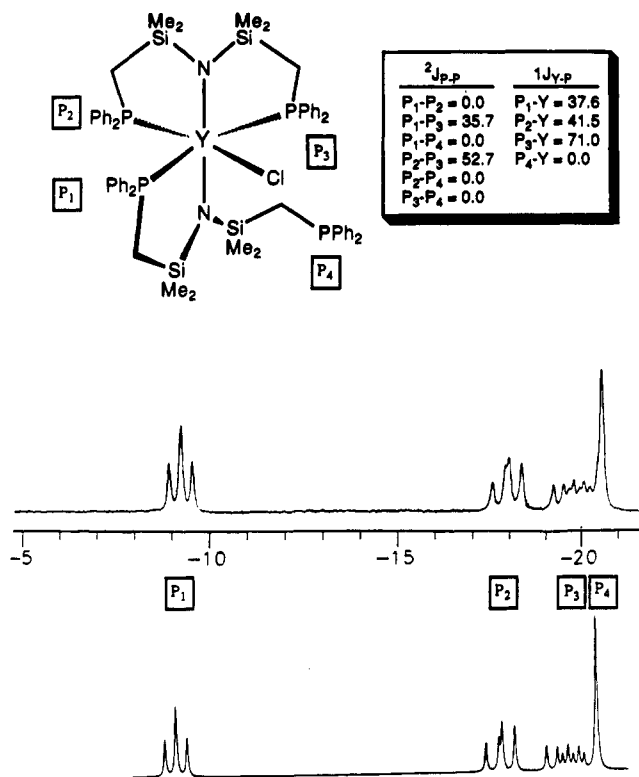 Me2 Me2
Si Si
N
P2
Ph2P PPh2
Y
P3
Ph2P Cl
P1
N
Si PPh2
Me2
Si P4
Me2
2JP-P 1JY-P
P1-P2 = 0.0 P1-Y = 37.6
P1-P3 = 35.7 P2-Y = 41.5
P1-P4 = 0.0 P3-Y = 71.0
P2-P3 = 52.7 P4-Y = 0.0
P2-P4 = 0.0
P3-P4 = 0.0
-5 -10 -15 -20
P1 P2 P3 P4